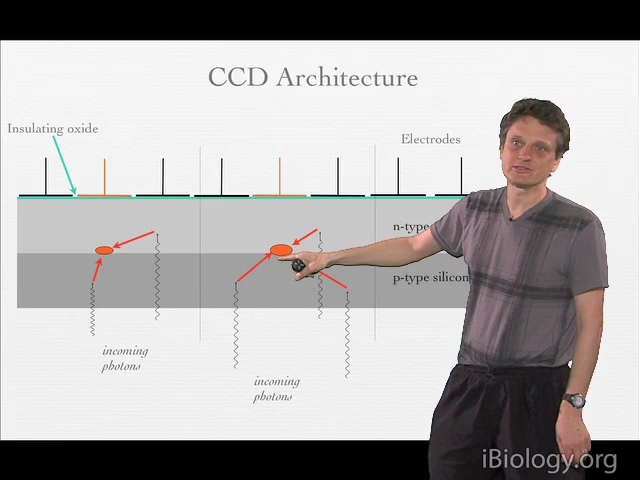 CCD Architecture
Insulating oxide
Electrodes
n-type
p-type silicon
incoming
photons
incoming
photons
iBiology.org